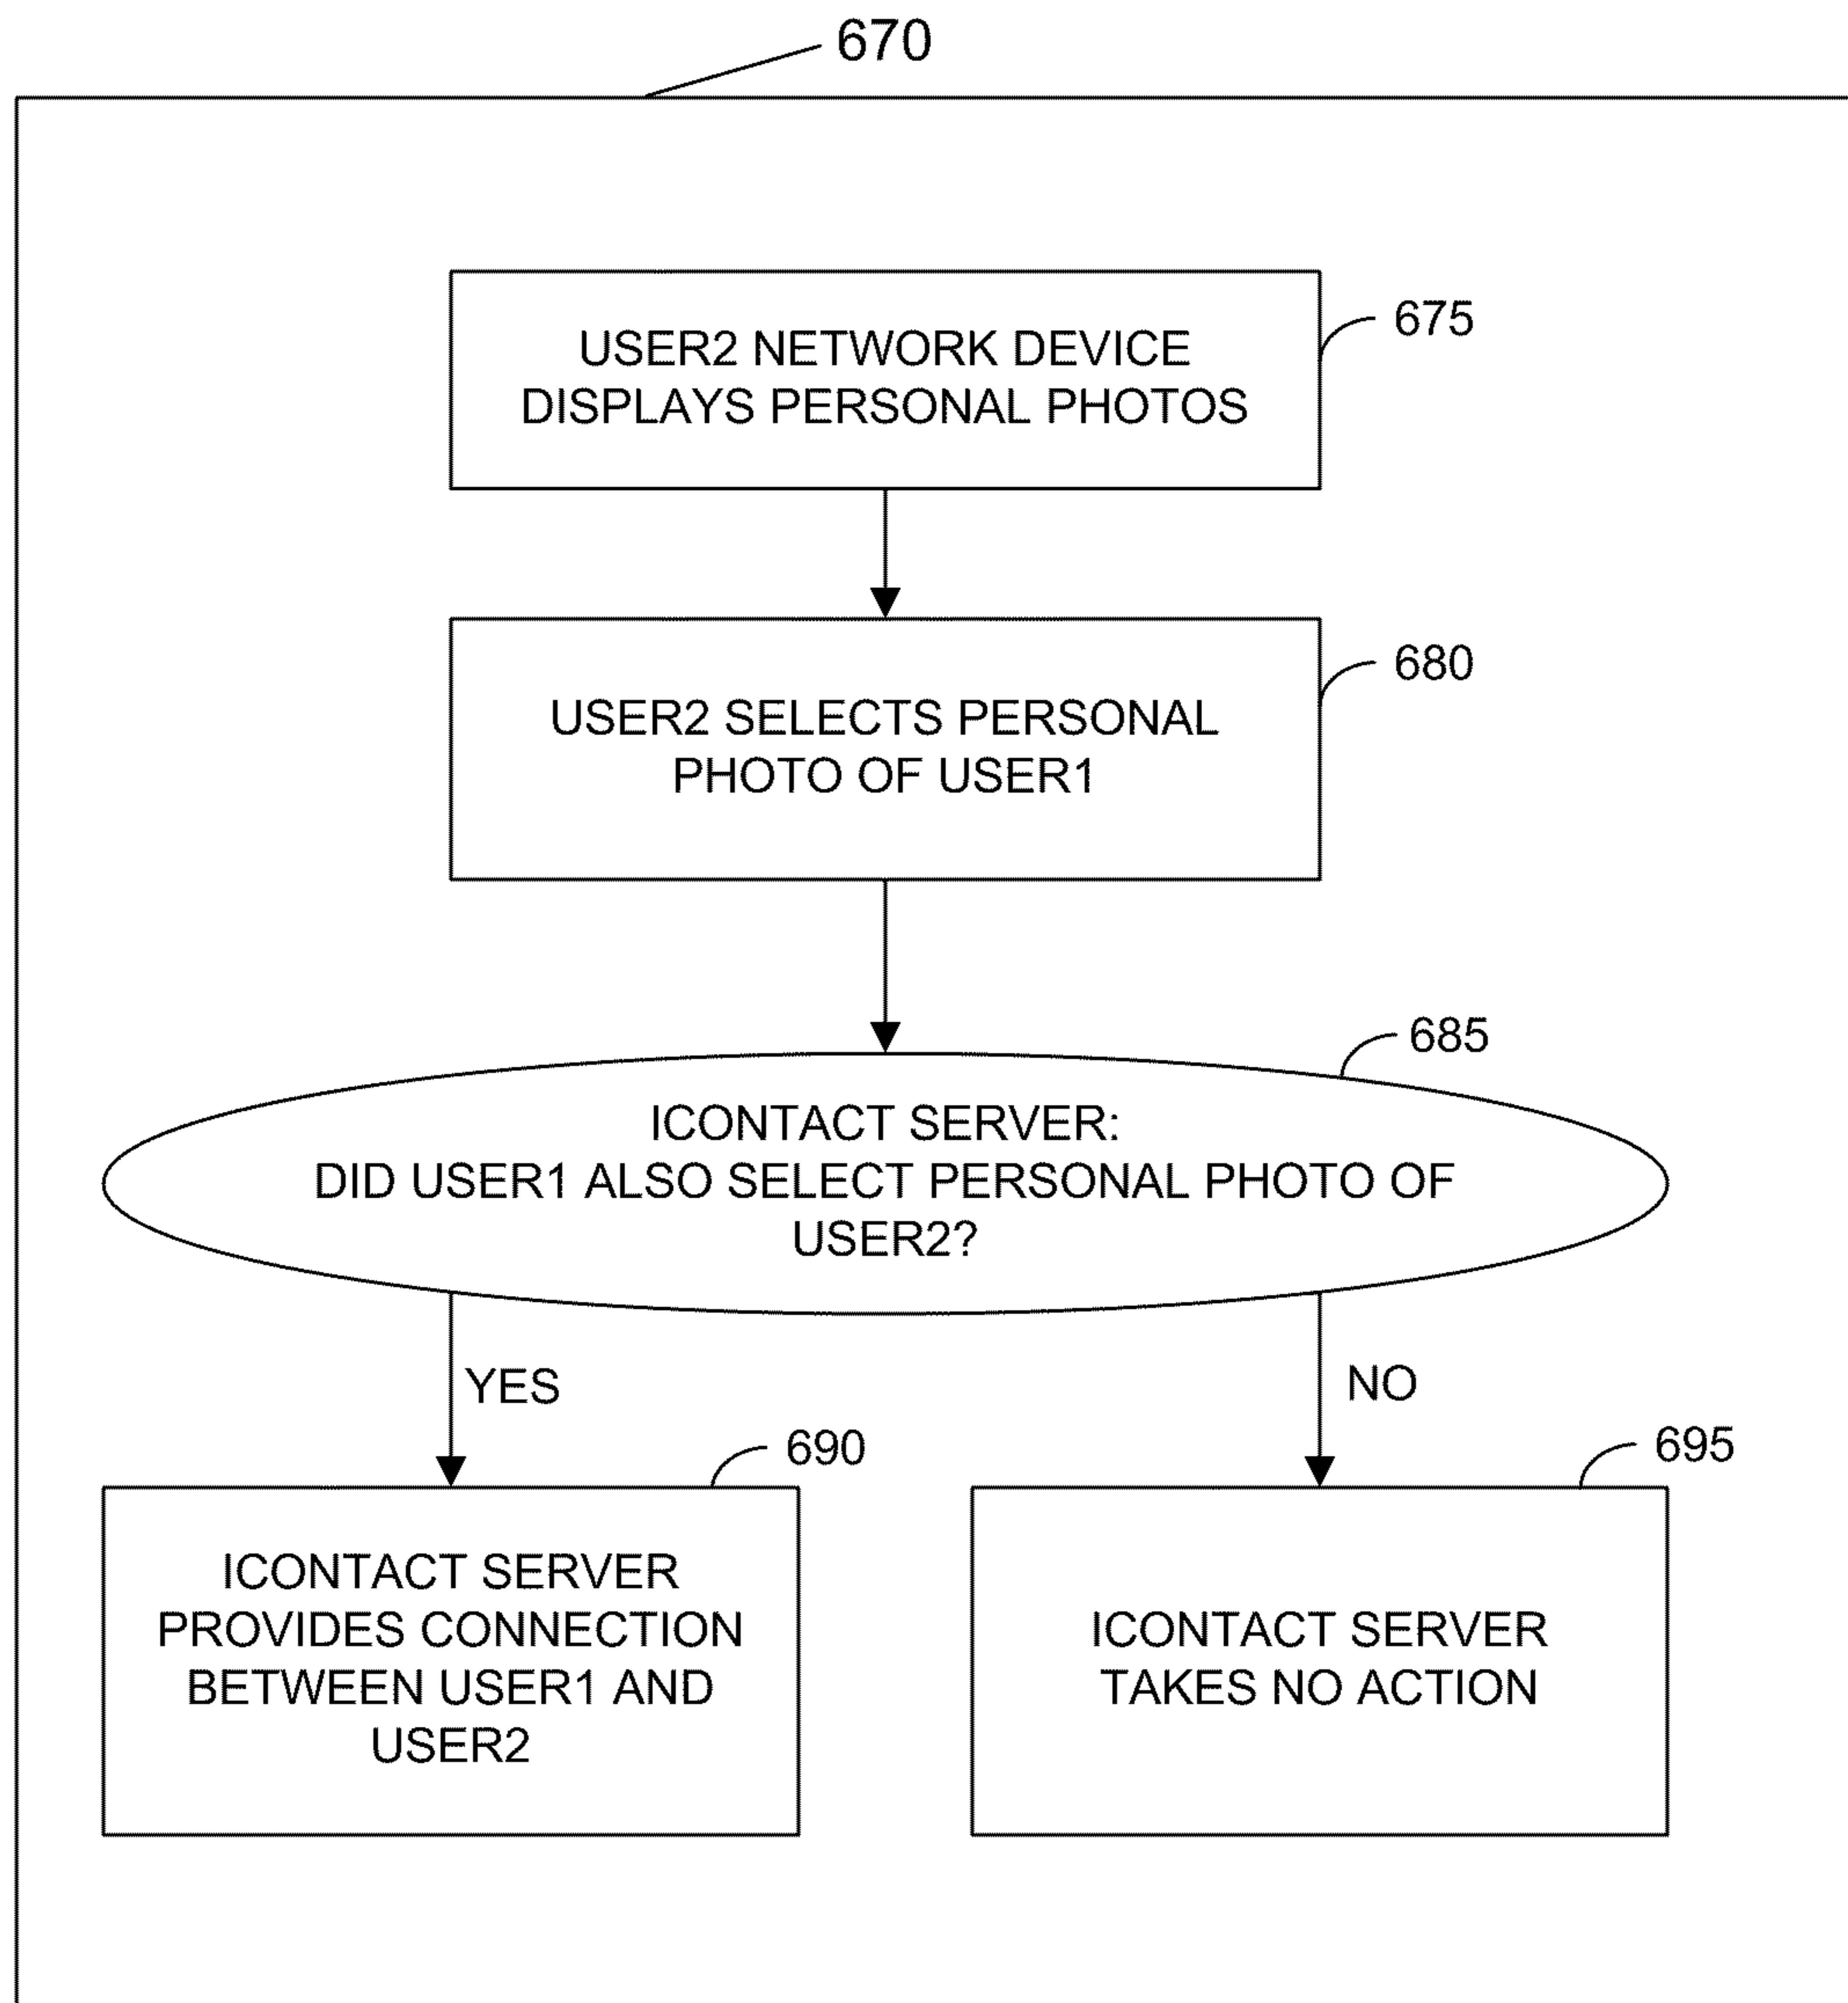 670
USER2 NETWORK DEVICE
DISPLAYS PERSONAL PHOTOS
675
USER2 SELECTS PERSONAL
PHOTO OF USER1
680
685
ICONTACT SERVER:
DID USER1 ALSO SELECT PERSONAL PHOTO OF
USER2?
YES
NO
690
695
ICONTACT SERVER
PROVIDES CONNECTION
BETWEEN USER1 AND
USER2
ICONTACT SERVER
TAKES NO ACTION